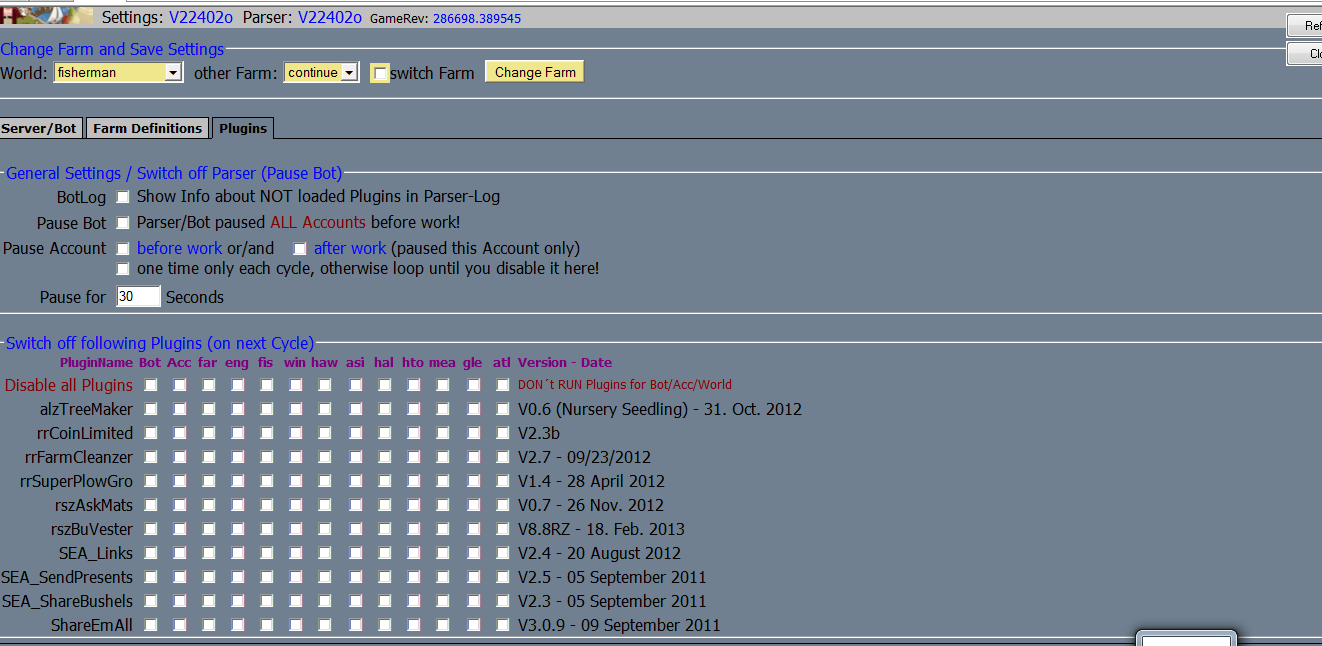 Settings: V22402o Parser: V22402o GameRev: 286698.389545
Change Farm and Save Settings
World: fisherman other Farm: continue switch Farm Change Farm
Server/Bot Farm Definitions Plugins
General Settings / Switch off Parser (Pause Bot)
BotLog Show Info about NOT loaded Plugins in Parser-Log
Pause Bot Parser/Bot paused ALL Accounts before work!
Pause Account before work or/and after work (paused this Account only)
one time only each cycle, otherwise loop until you disable it here!
Pause for 30 Seconds
Switch off following Plugins (on next Cycle)
PluginName Bot Acc far eng fis win haw asi hal hto mea gle atl Version - Date
Disable all Plugins DON´t RUN Plugins for Bot/Acc/World
alzTreeMaker V0.6 (Nursery Seedling) - 31. Oct. 2012
rrCoinLimited V2.3b
rrFarmCleanzer V2.7 - 09/23/2012
rrSuperPlowGro V1.4 - 28 April 2012
rszAskMats V0.7 - 26 Nov. 2012
rszBuVester V8.8RZ - 18. Feb. 2013
SEA_Links V2.4 - 20 August 2012
SEA_SendPresents V2.5 - 05 September 2011
SEA_ShareBushels V2.3 - 05 September 2011
ShareEmAll V3.0.9 - 09 September 2011